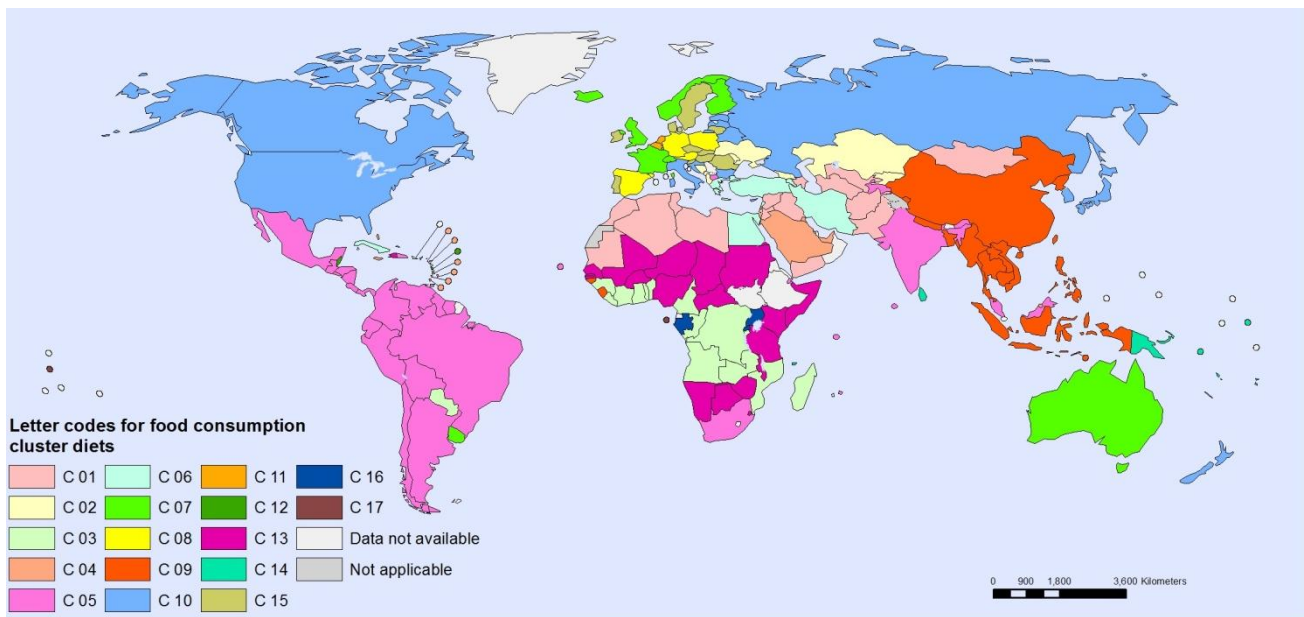 Letter codes for food consumption
cluster diets
C 01
C 06
C 11
C 16
C 02
C 07
C 12
C 17
C 03
C 08
C 13
Data not available
C 04
C 09
C 14
Not applicable
C 05
C 10
C 15
0 900 1,800 3,600 Kilometers